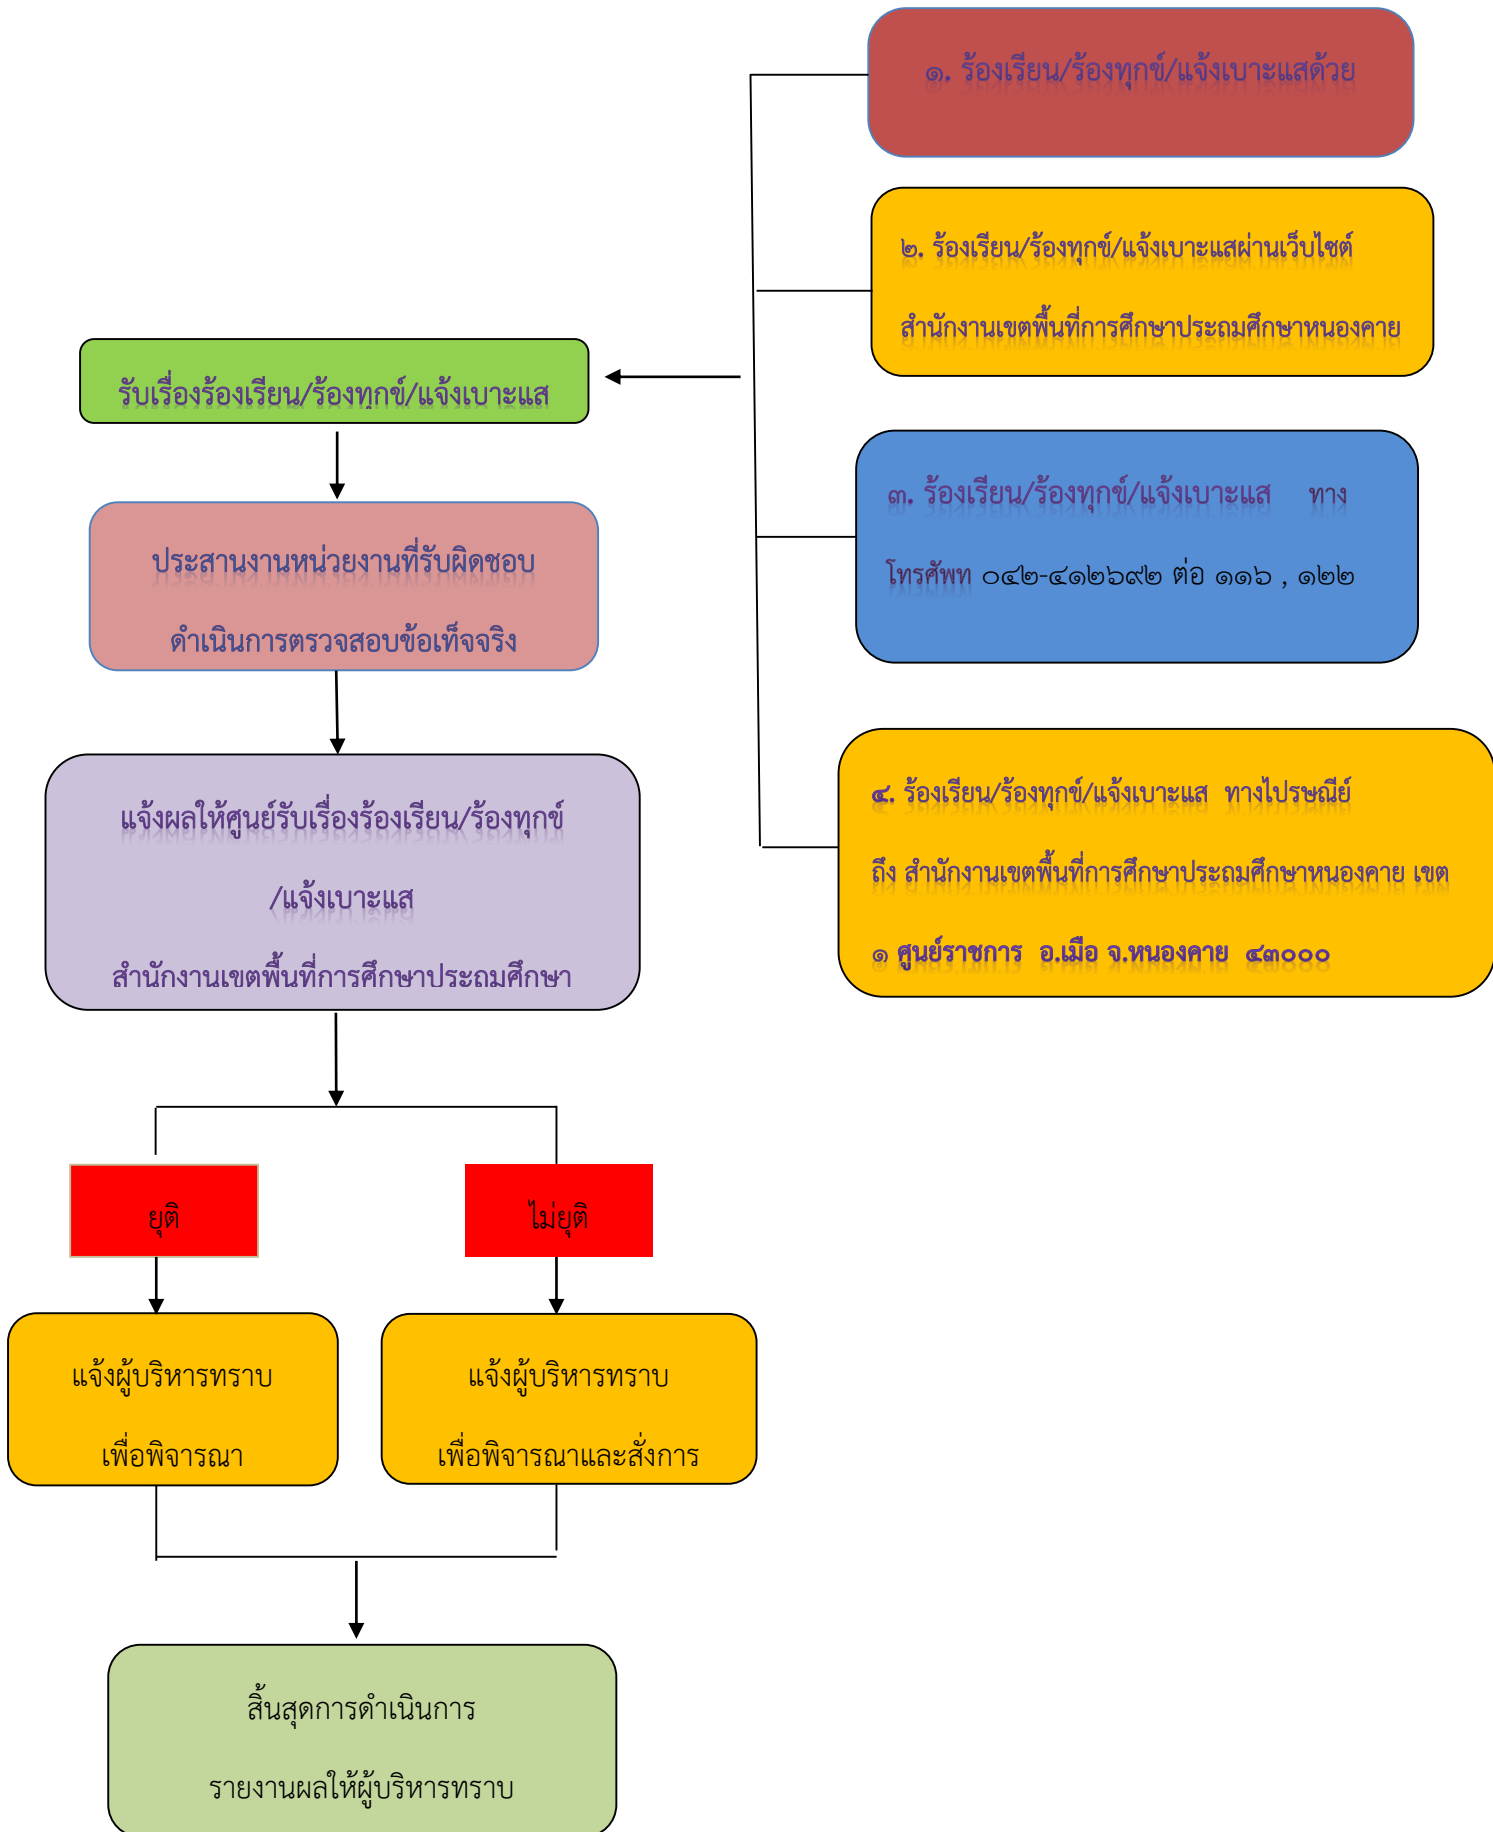 ๑. ร้องเรียน/ร้องทุกข์/แจ้งเบาะแสด้วย
๒. ร้องเรียน/ร้องทุกข์/แจ้งเบาะแสผ่านเว็บไซต์
สำนักงานเขตพื้นที่การศึกษาประถมศึกษาหนองคาย
๓. ร้องเรียน/ร้องทุกข์/แจ้งเบาะแส ทาง
โทรศัพท ๐๔๒-๔๑๒๖๙๒ ต่อ ๑๑๖ , ๑๒๒
๔. ร้องเรียน/ร้องทุกข์/แจ้งเบาะแส ทางไปรษณีย์
ถึง สำนักงานเขตพื้นที่การศึกษาประถมศึกษาหนองคาย เขต
๑ ศูนย์ราชการ อ.เมือ จ.หนองคาย ๔๓๐๐๐
รับเรื่องร้องเรียน/ร้องทุกข์/แจ้งเบาะแส
ประสานงานหน่วยงานที่รับผิดชอบ
ดำเนินการตรวจสอบข้อเท็จจริง
แจ้งผลให้ศูนย์รับเรื่องร้องเรียน/ร้องทุกข์
/แจ้งเบาะแส
สำนักงานเขตพื้นที่การศึกษาประถมศึกษา
ยุติ
ไม่ยุติ
แจ้งผู้บริหารทราบ
เพื่อพิจารณา
แจ้งผู้บริหารทราบ
เพื่อพิจารณาและสั่งการ
สิ้นสุดการดำเนินการ
รายงานผลให้ผู้บริหารทราบ